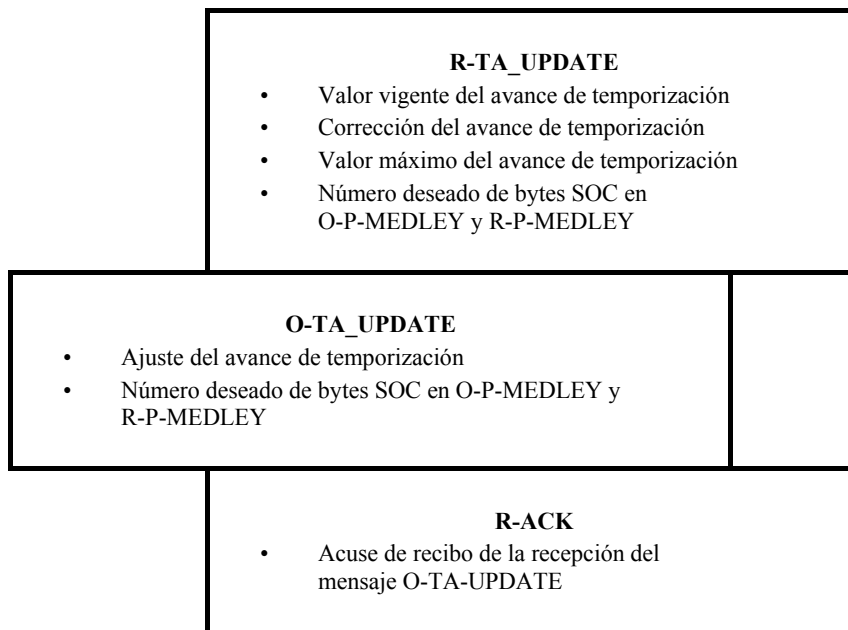 R-TA_UPDATE
• Valor vigente del avance de temporización
• Corrección del avance de temporización
• Valor máximo del avance de temporización
• Número deseado de bytes SOC en
O-P-MEDLEY y R-P-MEDLEY
O-TA_UPDATE
• Ajuste del avance de temporización
• Número deseado de bytes SOC en O-P-MEDLEY y
R-P-MEDLEY
R-ACK
• Acuse de recibo de la recepción del
mensaje O-TA-UPDATE